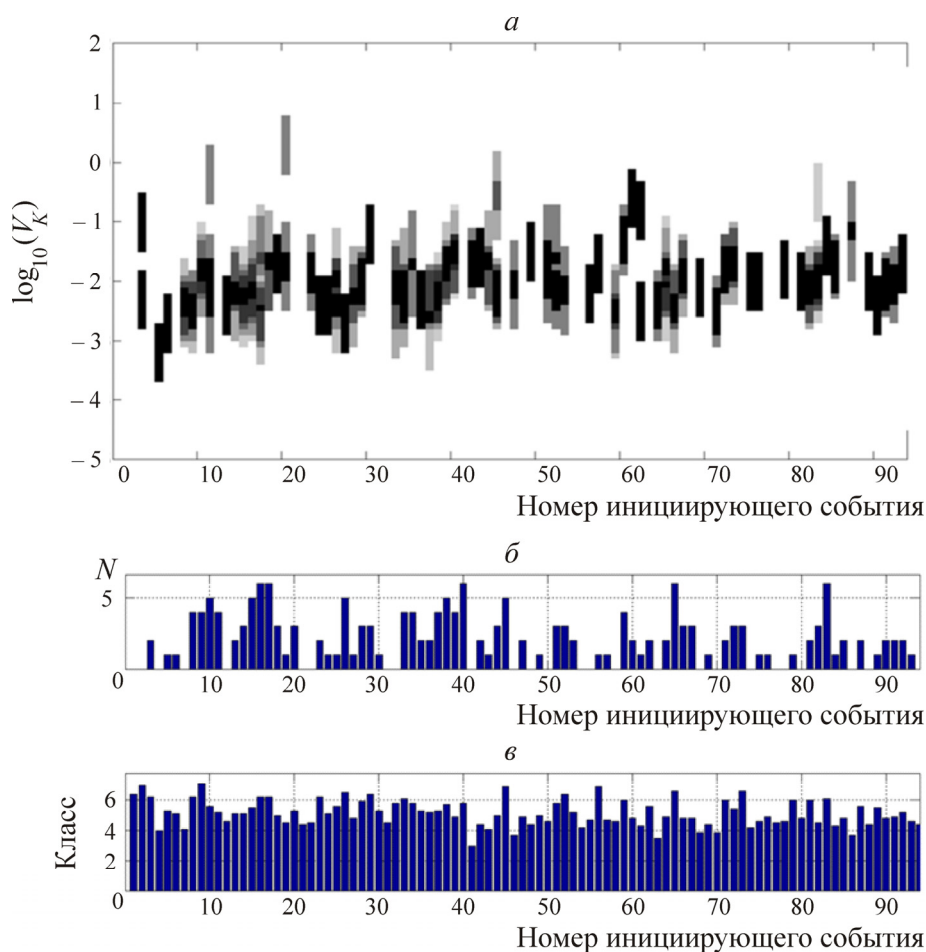 а
2
1
0
– 1
– 2
– 3
– 4
– 5
log10(VK)
0 10 20 30 40 50 60 70 80 90
Номер инициирующего события
б
N
5
0
10 20 30 40 50 60 70 80 90
Номер инициирующего события
в
Класс
6
4
2
0
10 20 30 40 50 60 70 80 90
Номер инициирующего события